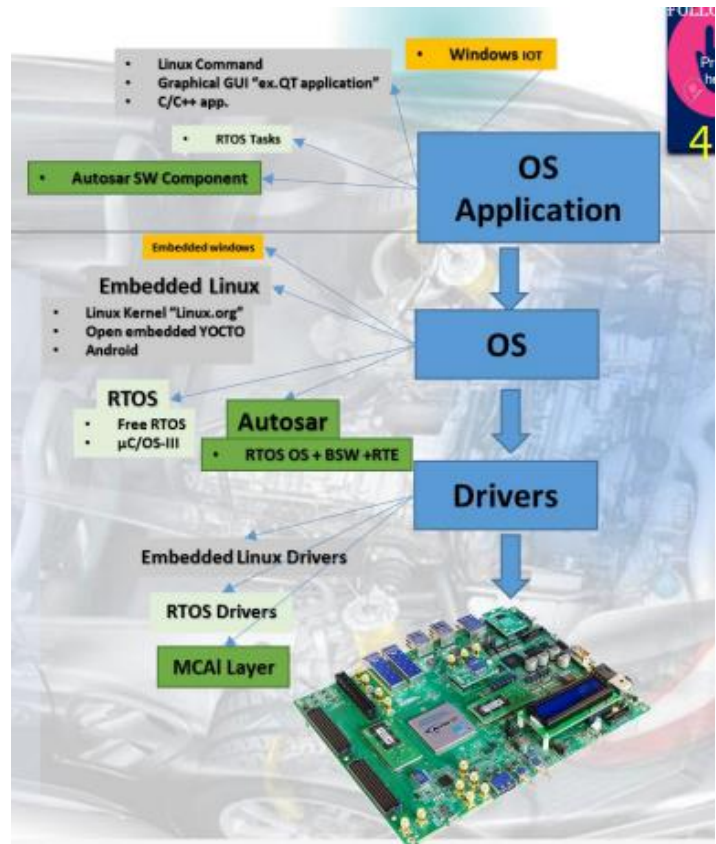 • Linux Command
• Graphical GUI “ex.QT application”
• C/C++ app.
• Windows IOT
• RTOS Tasks
• Autosar SW Component
OS
Application
4
Embedded windows
Embedded Linux
• Linux Kernel “Linux.org”
• Open embedded YOCTO
• Android
OS
RTOS
• Free RTOS
• µC/OS-III
Autosar
• RTOS OS + BSW +RTE
Drivers
Embedded Linux Drivers
RTOS Drivers
MCAl Layer